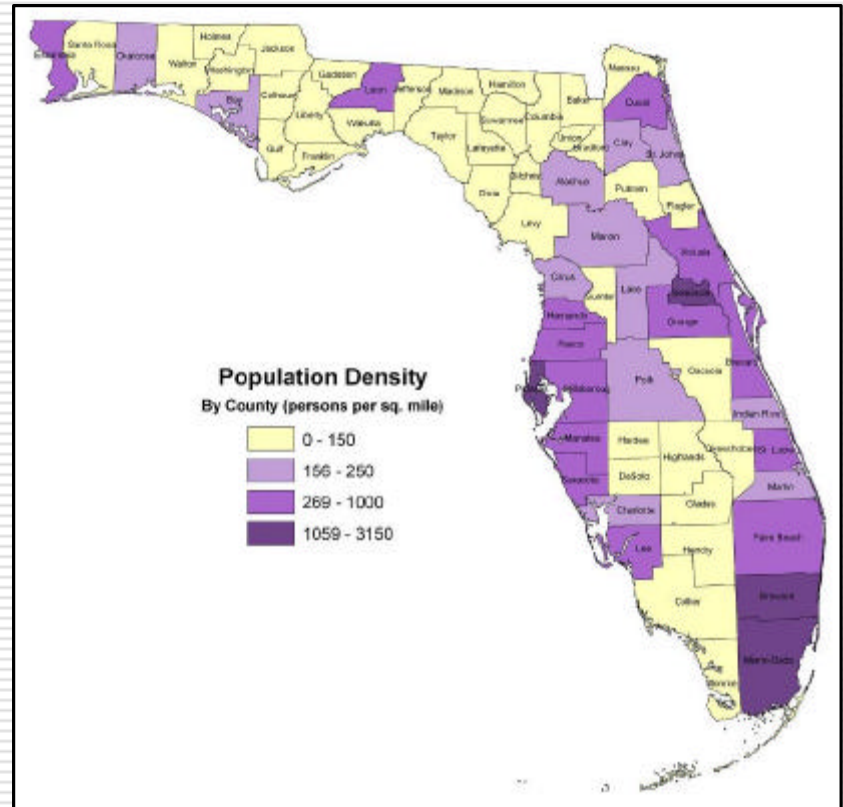 Population Density
By County (persons per sq. mile)
0 - 150
156 - 250
269 - 1000
1059 - 3150
Holmes
Jackson
Santa Rosa
Okaloosa
Walton
Washington
Bay
Calhoun
Gulf
Liberty
Franklin
Gadsden
Leon
Wakulla
Jefferson
Madison
Taylor
Hamilton
Suwannee
Lafayette
Columbia
Baker
Union
Bradford
Nassau
Duval
Clay
St. Johns
Putnam
Flagler
Alachua
Gilchrist
Dixie
Levy
Marion
Volusia
Citrus
Sumter
Lake
Orange
Hernando
Pasco
Polk
Osceola
Brevard
Hillsboroug
Indian Rive
Manatee
Hardee
Highlands
Okeechobee
St. Lucie
Sarasota
DeSoto
Martin
Charlotte
Glades
Lee
Hendry
Palm Beach
Collier
Broward
Miami-Dade
Monroe